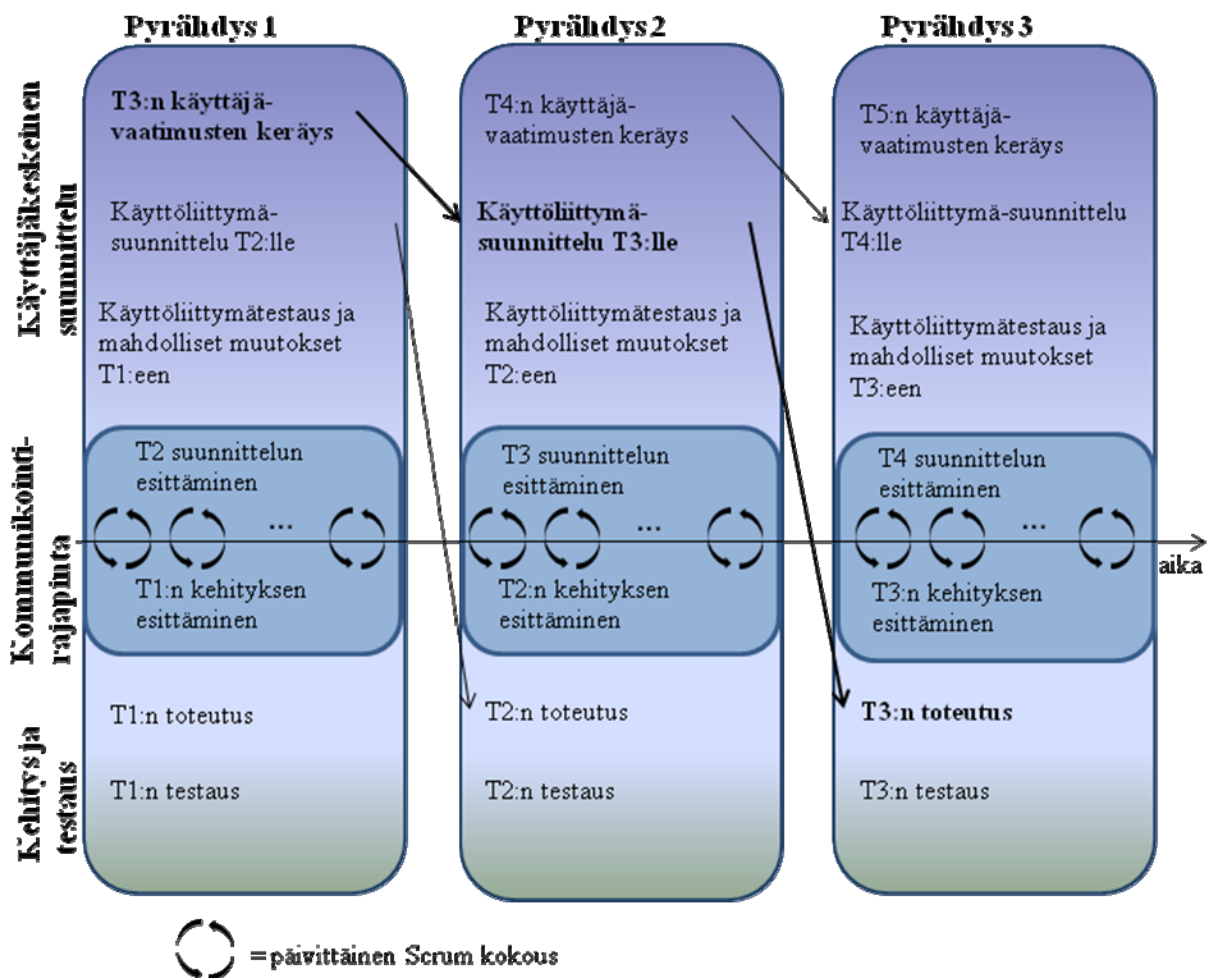 Pyrähdys 1
Pyrähdys 2
Pyrähdys 3
Käyttäjäkeskeinen
suunnittelu
T3:n käyttäjä-
vaatimusten keräys
Käyttöliittymä-
suunnittelu T2:lle
Käyttöliittymätestaus ja
mahdolliset muutokset
T1:een
T4:n käyttäjä-
vaatimusten keräys
Käyttöliittymä-
suunnittelu T3:lle
Käyttöliittymätestaus ja
mahdolliset muutokset
T2:een
T5:n käyttäjä-
vaatimusten keräys
Käyttöliittymä-suunnittelu
T4:lle
Käyttöliittymätestaus ja
mahdolliset muutokset
T3:een
Kommunikointi-
rajapinta
T2 suunnittelun
esittäminen
...
T1:n kehityksen
esittäminen
T3 suunnittelun
esittäminen
...
T2:n kehityksen
esittäminen
T4 suunnittelun
esittäminen
...
T3:n kehityksen
esittäminen
aika
Kehitys ja
testaus
T1:n toteutus
T1:n testaus
T2:n toteutus
T2:n testaus
T3:n toteutus
T3:n testaus
=päivittäinen Scrum kokous